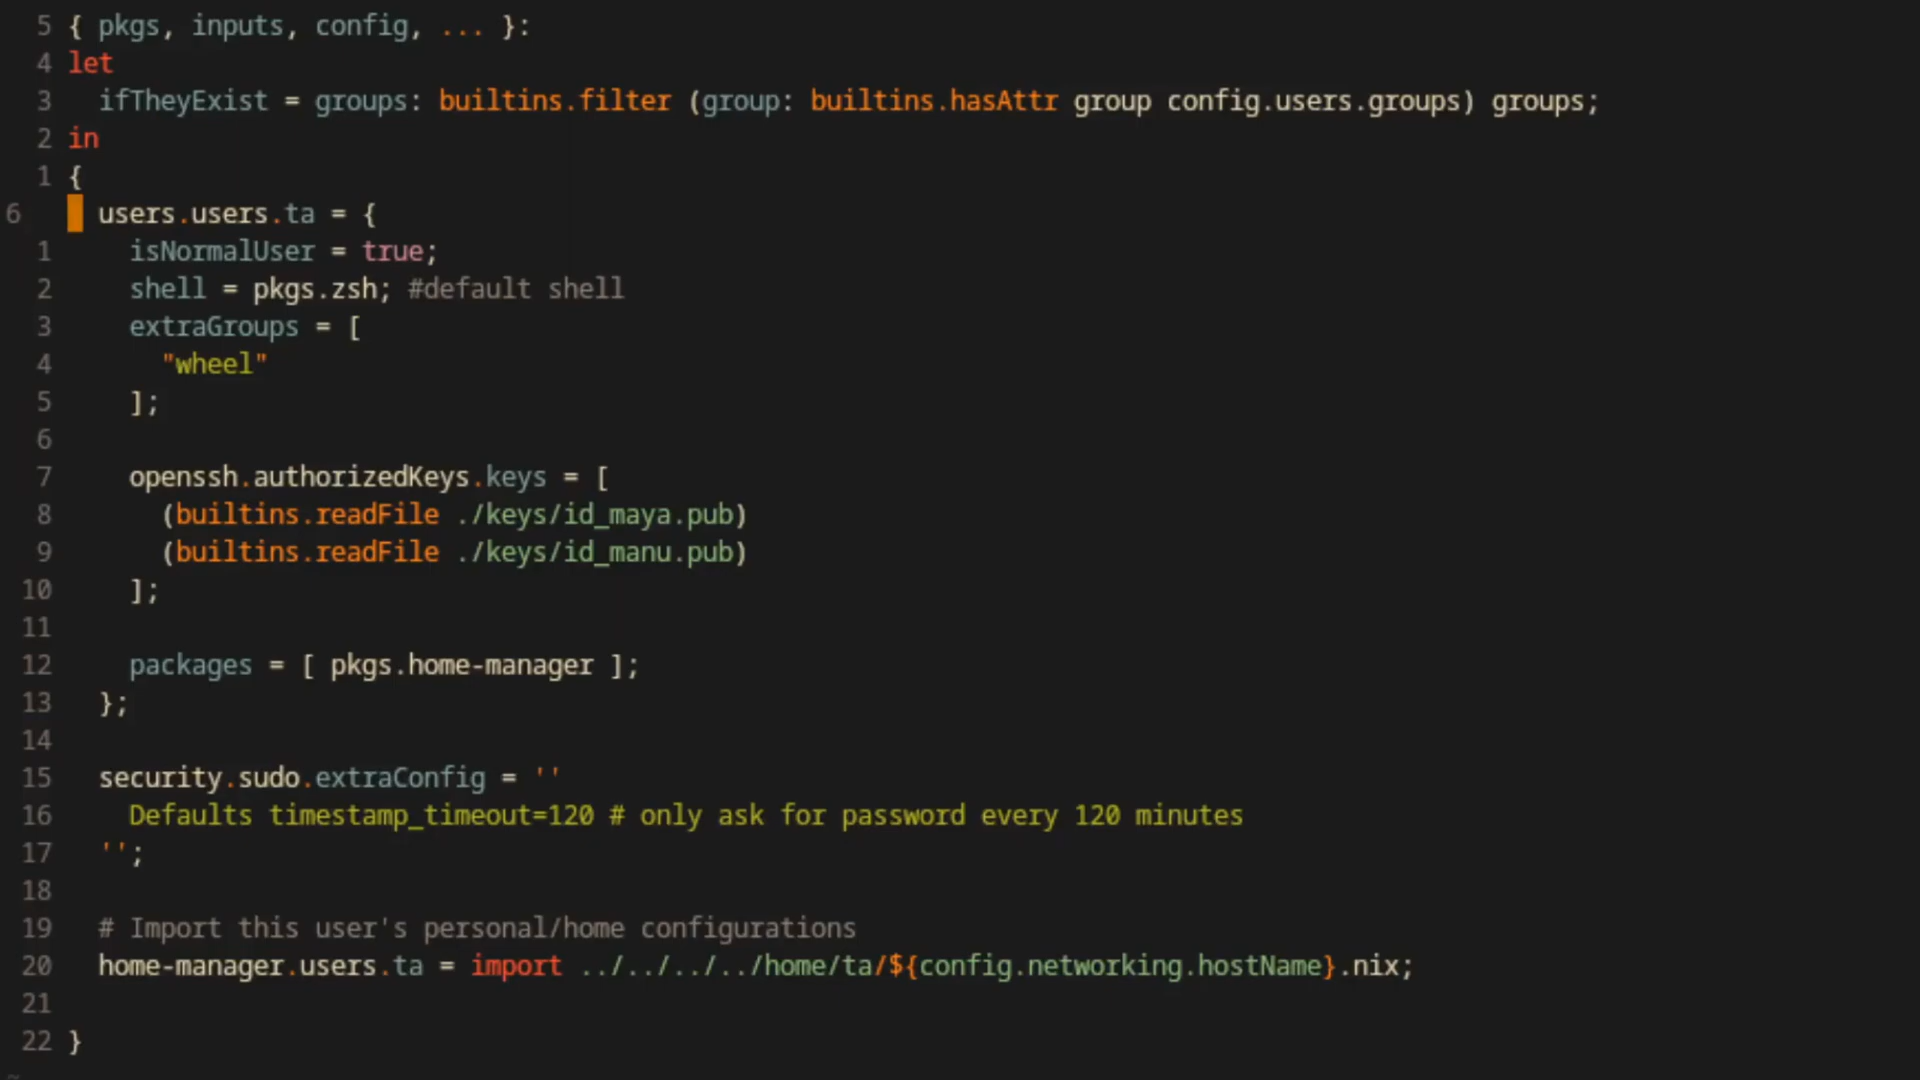 5 { pkgs, inputs, config, ... }:
4 let
3   ifTheyExist = groups: builtins.filter (group: builtins.hasAttr group config.users.groups) groups;
2 in
1 {
6   users.users.ta = {
1     isNormalUser = true;
2     shell = pkgs.zsh; #default shell
3     extraGroups = [
4       "wheel"
5     ];
6
7     openssh.authorizedKeys.keys = [
8       (builtins.readFile ./keys/id_maya.pub)
9       (builtins.readFile ./keys/id_manu.pub)
10     ];
11
12     packages = [ pkgs.home-manager ];
13   };
14
15   security.sudo.extraConfig = ''
16     Defaults timestamp_timeout=120 # only ask for password every 120 minutes
17   '';
18
19   # Import this user's personal/home configurations
20   home-manager.users.ta = import ../../../../home/ta/${config.networking.hostName}.nix;
21
22 }
~